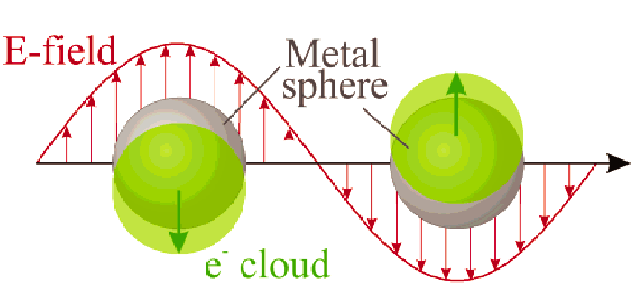 E-field
Metal
sphere
e⁻ cloud